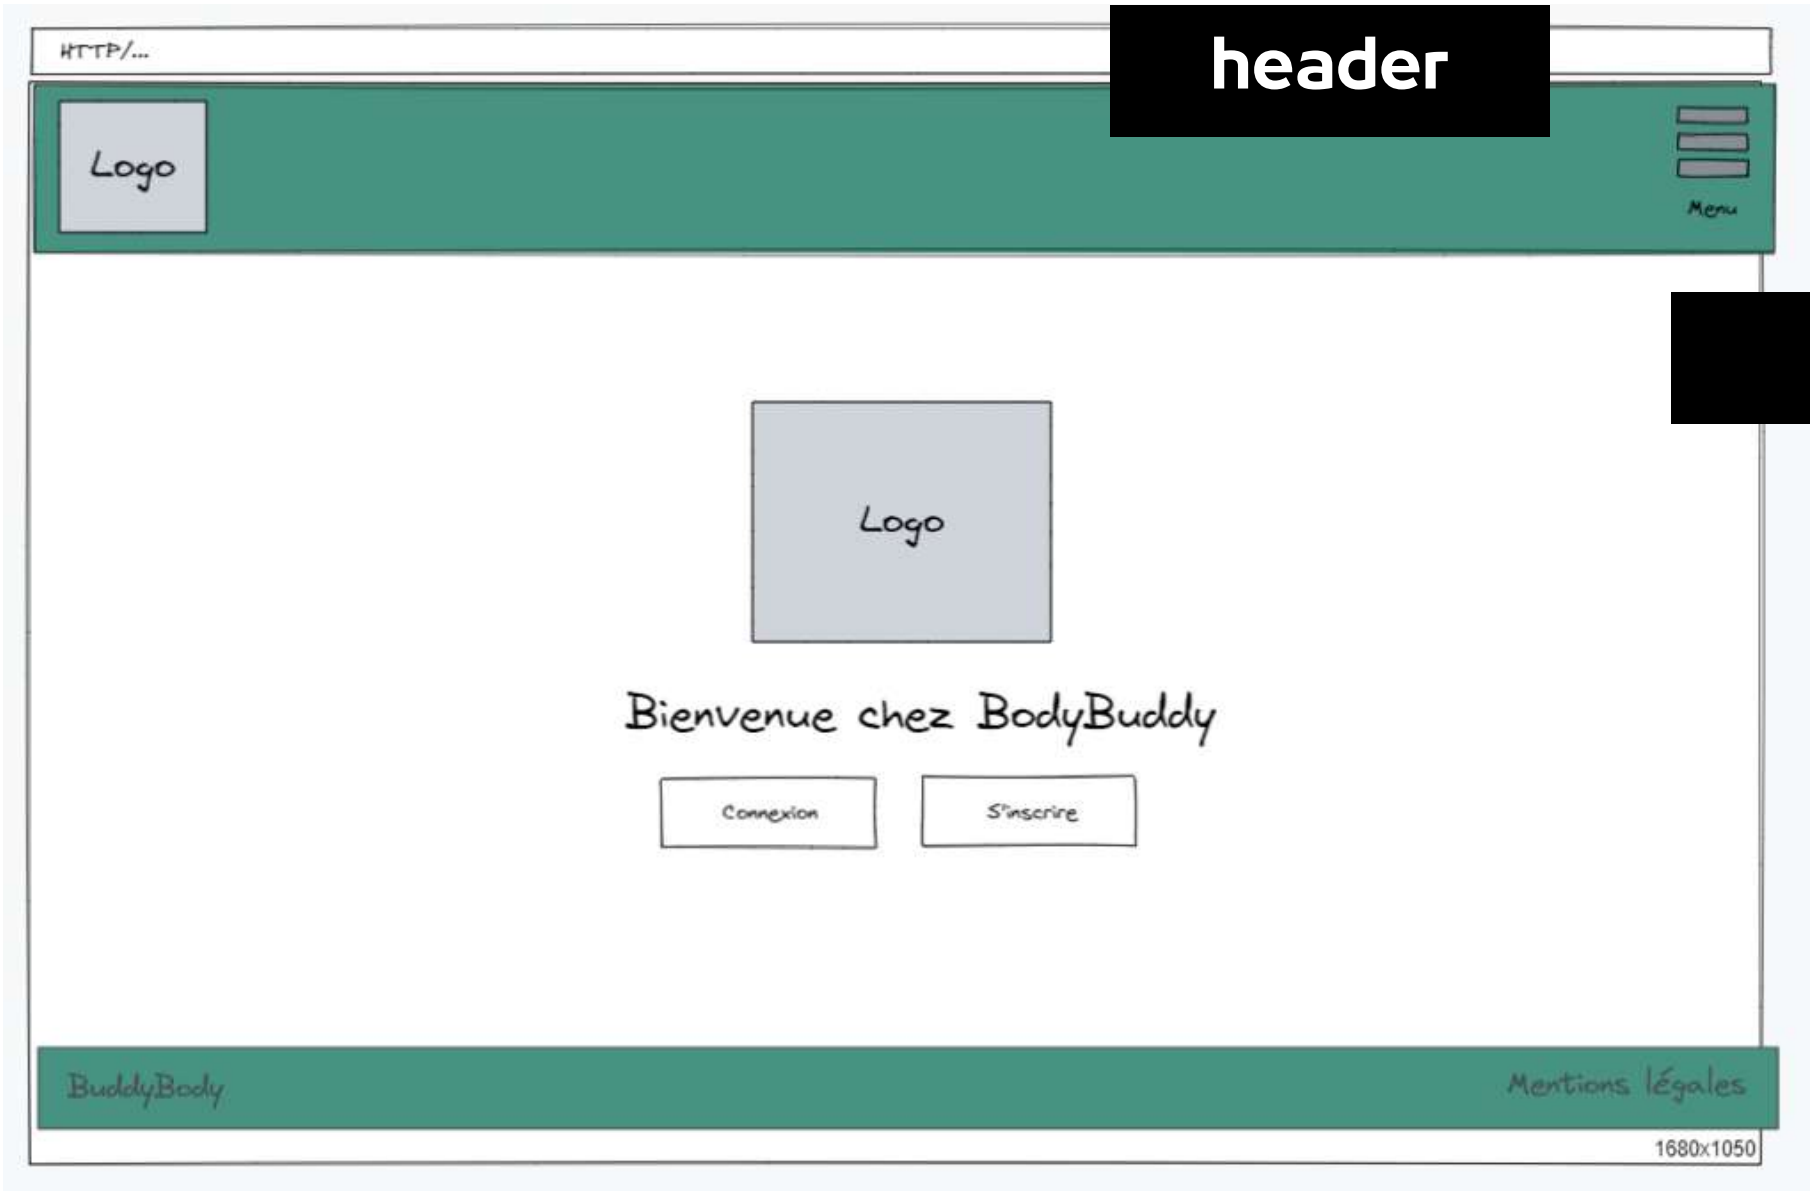 HTTP/...
header
Logo
Menu
Logo
Bienvenue chez BodyBuddy
Connexion
S'inscrire
BuddyBody
Mentions légales
1680x1050